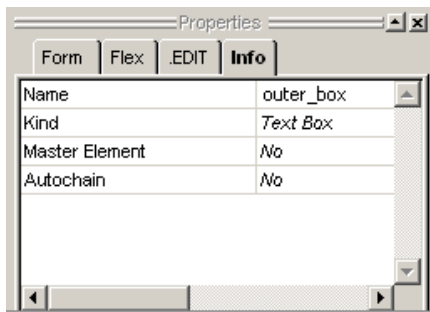 Properties
Form Flex .EDIT Info
Name outer_box
Kind Text Box
Master Element No
Autochain No